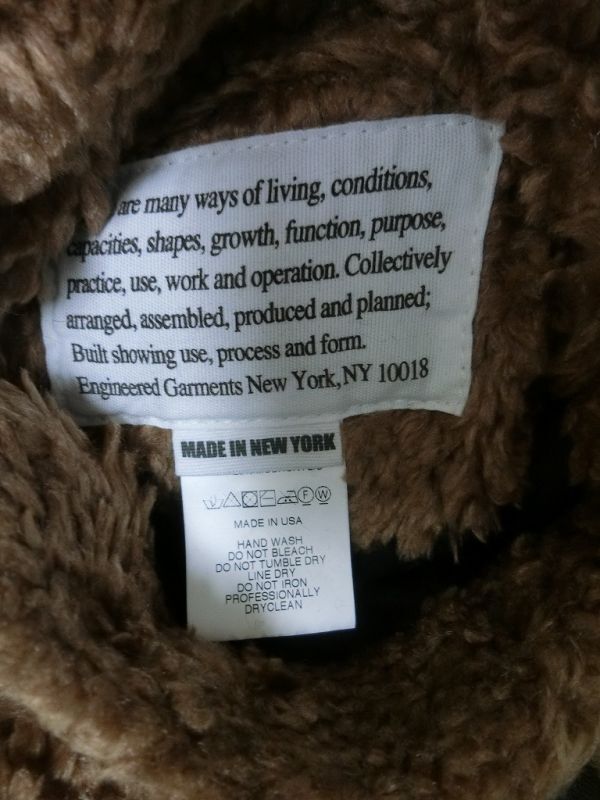 are many ways of living, conditions,
capacities, shapes, growth, function, purpose,
practice, use, work and operation. Collectively
arranged, assembled, produced and planned;
Built showing use, process and form.
Engineered Garments New York, NY 10018
MADE IN NEW YORK
F W
MADE IN USA
HAND WASH
DO NOT BLEACH
DO NOT TUMBLE DRY
LINE DRY
DO NOT IRON
PROFESSIONALLY
DRYCLEAN